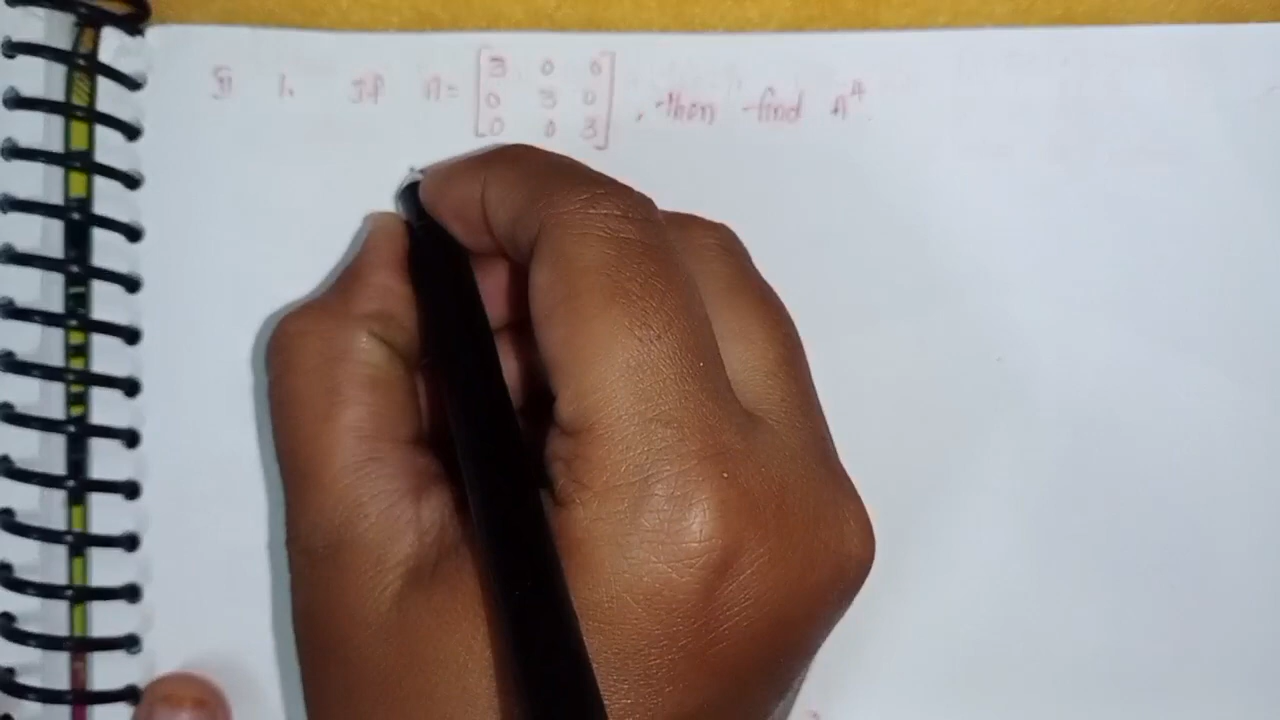 II 1. If A = [3 0 0 0 3 0 0 0 3], then find A⁴.